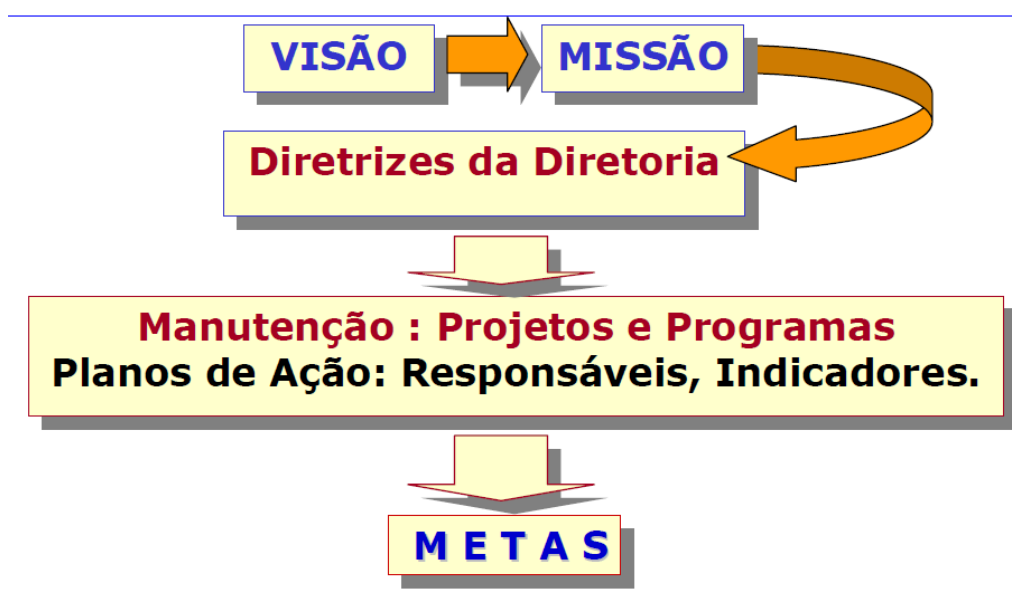 VISÃO
MISSÃO
Diretrizes da Diretoria
Manutenção : Projetos e Programas
Planos de Ação: Responsáveis, Indicadores.
M E T A S